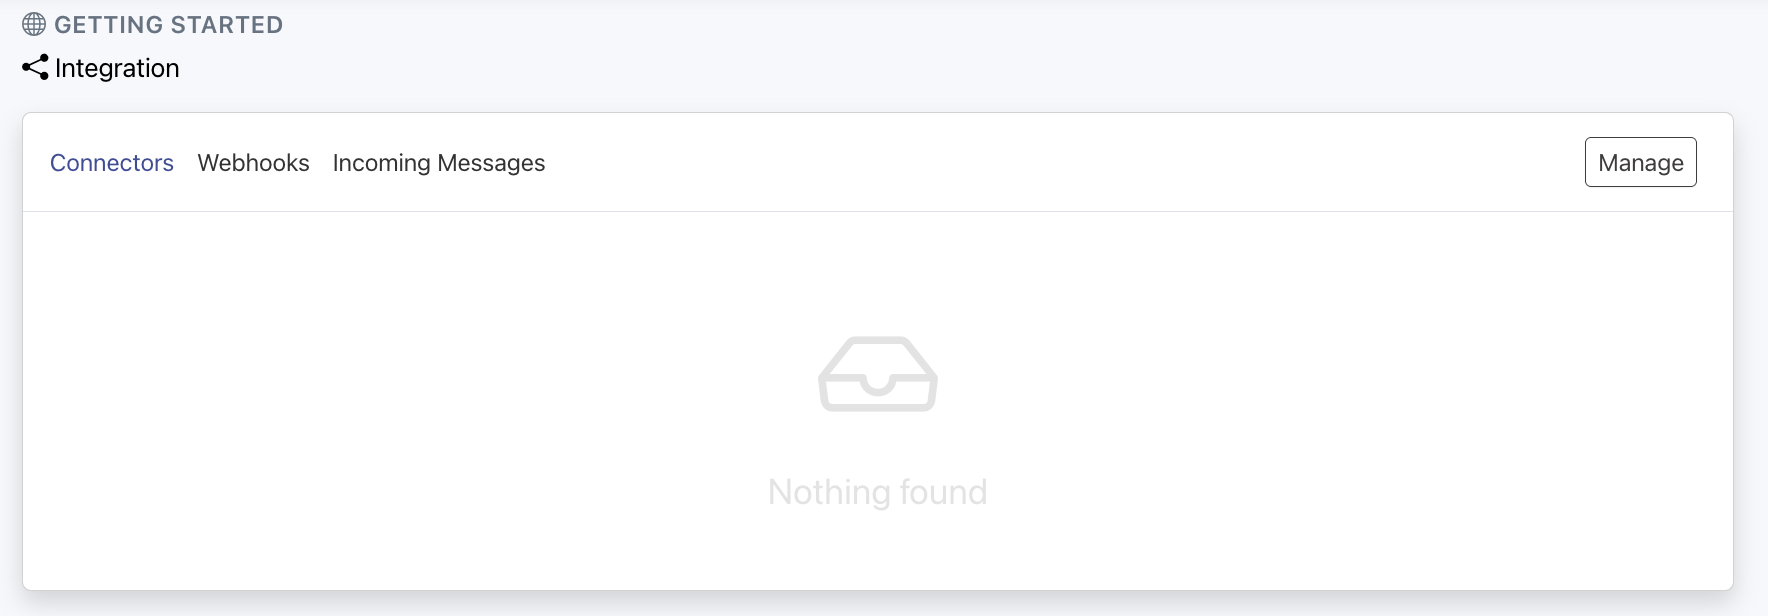 GETTING STARTED
Integration
Connectors Webhooks Incoming Messages Manage
Nothing found